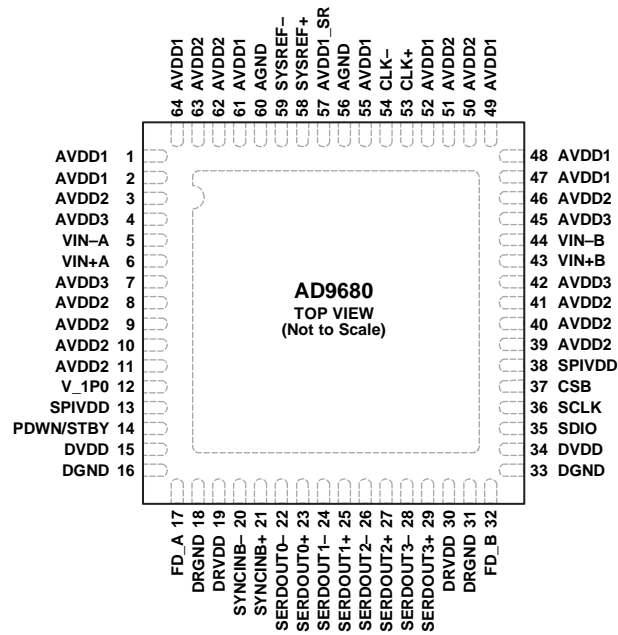 64 AVDD1
63 AVDD2
62 AVDD2
61 AVDD1
60 AGND
59 SYSREF–
58 SYSREF+
57 AVDD1_SR
56 AGND
55 AVDD1
54 CLK–
53 CLK+
52 AVDD1
51 AVDD2
50 AVDD2
49 AVDD1
AVDD1 1
AVDD1 2
AVDD2 3
AVDD3 4
VIN–A 5
VIN+A 6
AVDD3 7
AVDD2 8
AVDD2 9
AVDD2 10
AVDD2 11
V_1P0 12
SPIVDD 13
PDWN/STBY 14
DVDD 15
DGND 16
AD9680
TOP VIEW
(Not to Scale)
48 AVDD1
47 AVDD1
46 AVDD2
45 AVDD3
44 VIN–B
43 VIN+B
42 AVDD3
41 AVDD2
40 AVDD2
39 AVDD2
38 SPIVDD
37 CSB
36 SCLK
35 SDIO
34 DVDD
33 DGND
FD_A 17
DRGND 18
DRVDD 19
SYNCINB– 20
SYNCINB+ 21
SERDOUT0– 22
SERDOUT0+ 23
SERDOUT1– 24
SERDOUT1+ 25
SERDOUT2– 26
SERDOUT2+ 27
SERDOUT3– 28
SERDOUT3+ 29
DRVDD 30
DRGND 31
FD_B 32